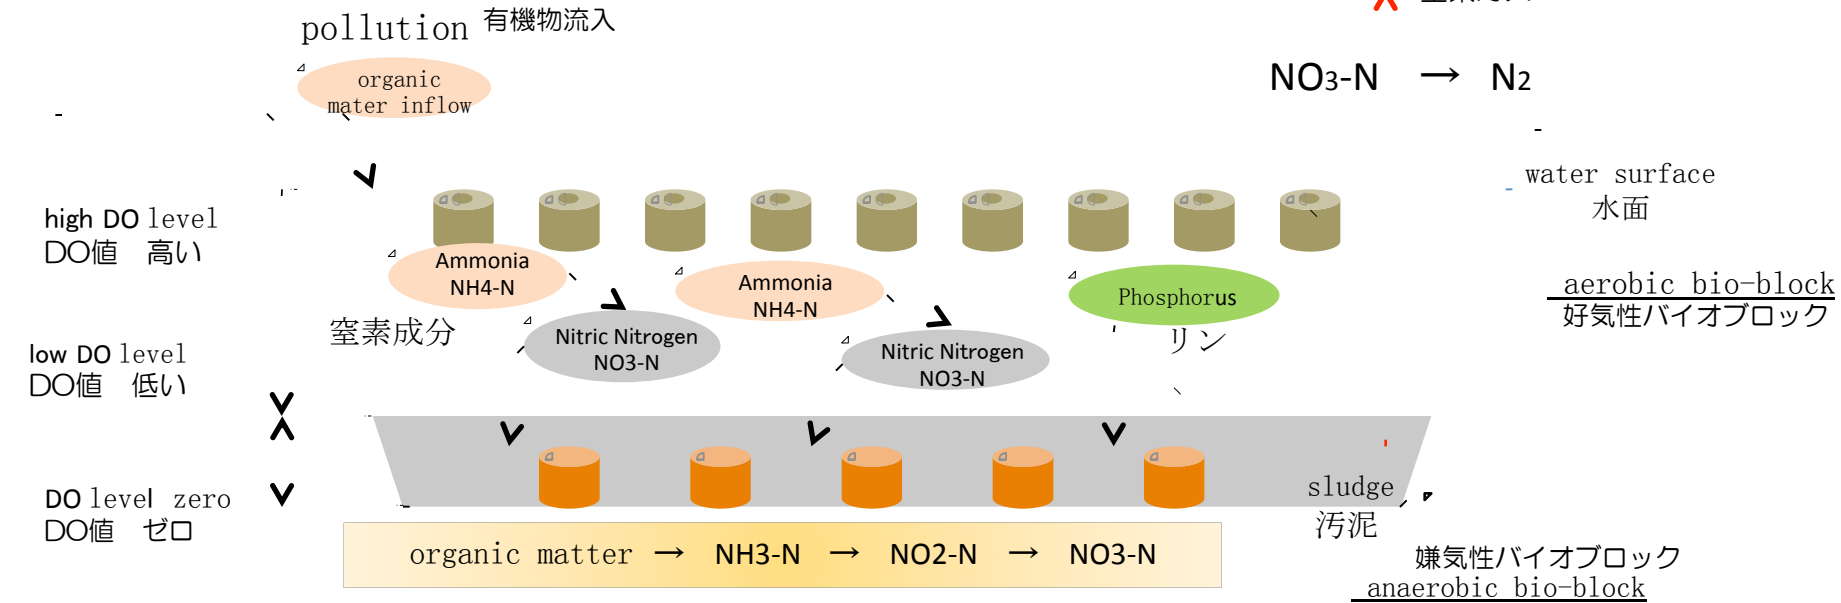 pollution 有機物流入
organic
mater inflow
NO3-N → N2
water surface
水面
high DO level
DO値 高い
Ammonia
NH4-N
Ammonia
NH4-N
Phosphorus
リン
aerobic bio-block
好気性バイオブロック
窒素成分
Nitric Nitrogen
NO3-N
Nitric Nitrogen
NO3-N
low DO level
DO値 低い
DO level zero
DO値 ゼロ
sludge
汚泥
organic matter → NH3-N → NO2-N → NO3-N
嫌気性バイオブロック
anaerobic bio-block